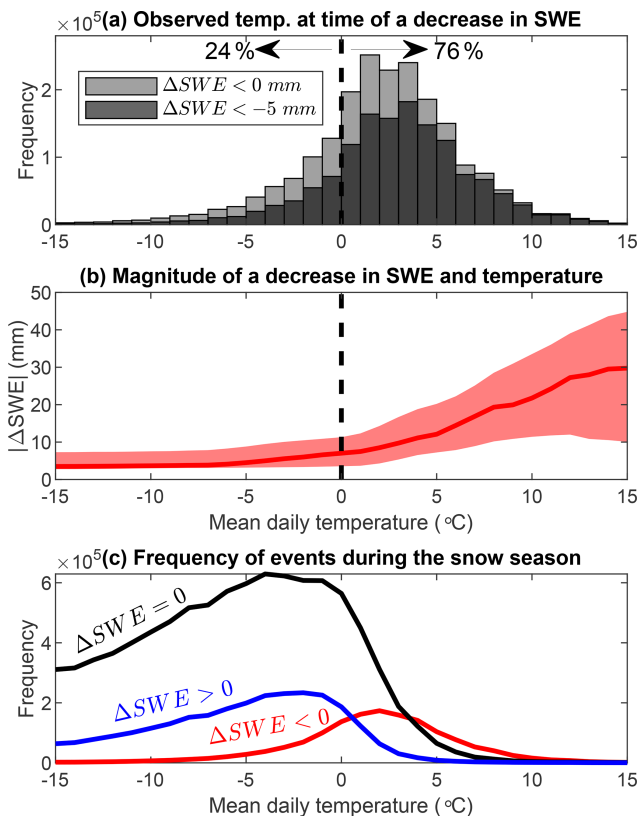 ×10⁵(a) Observed temp. at time of a decrease in SWE
24 % 76 %
ΔSWE < 0 mm
ΔSWE < −5 mm
Frequency
2
1
0
-15 -10 -5 0 5 10 15
(b) Magnitude of a decrease in SWE and temperature
|ΔSWE| (mm)
50
40
30
20
10
0
-15 -10 -5 0 5 10 15
Mean daily temperature (°C)
×10⁵(c) Frequency of events during the snow season
Frequency
6
4
2
0
ΔSWE = 0
ΔSWE > 0
ΔSWE < 0
-15 -10 -5 0 5 10 15
Mean daily temperature (°C)